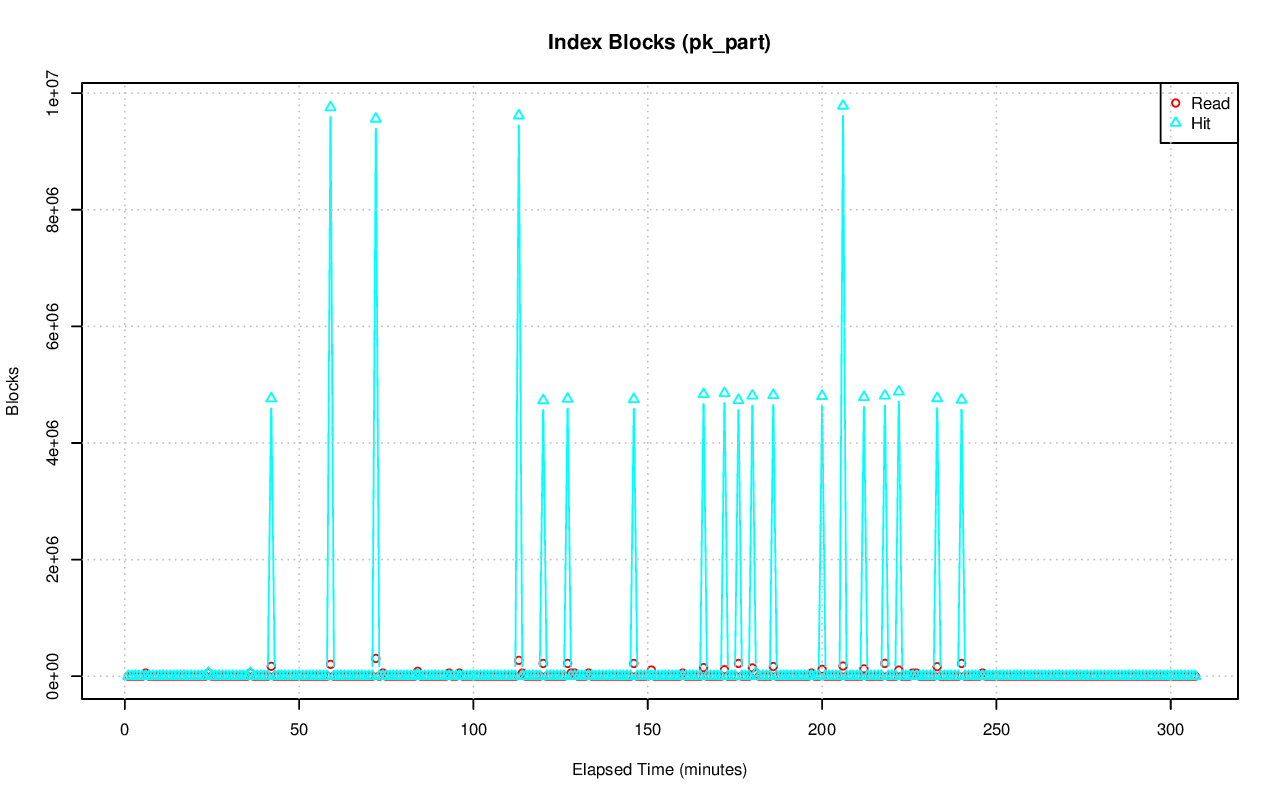 Index Blocks (pk_part)
1e+07
8e+06
6e+06
4e+06
2e+06
0e+00
Blocks
Read
Hit
0 50 100 150 200 250 300
Elapsed Time (minutes)